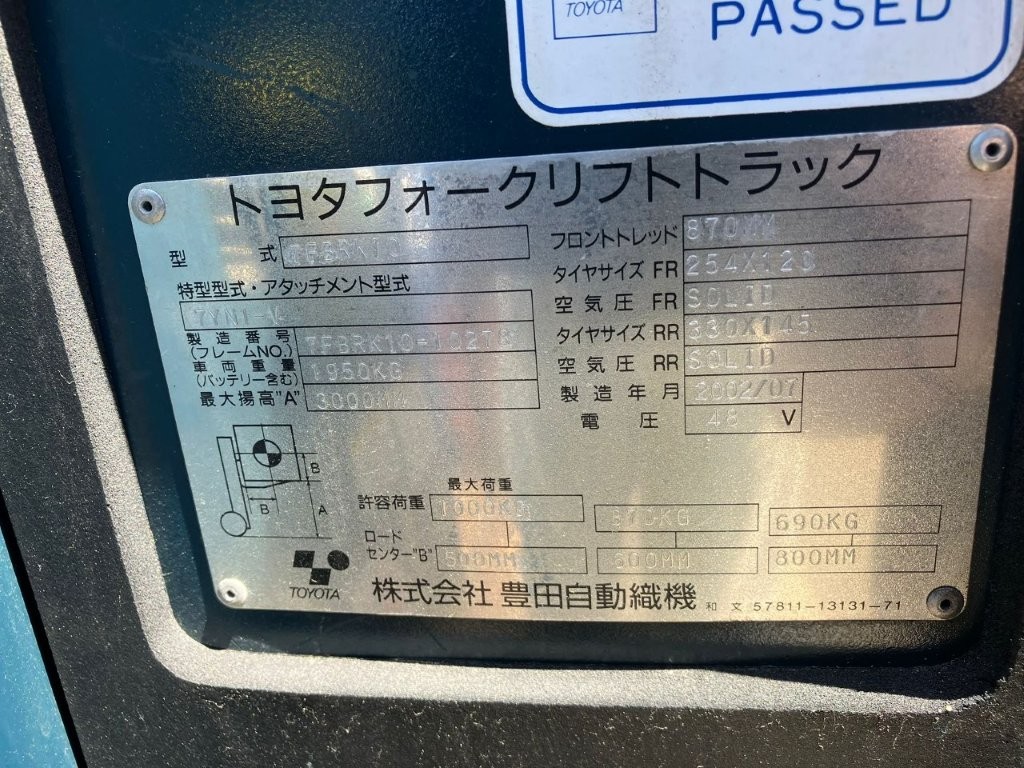 TOYOTA
PASSED
トヨタフォークリフトトラック
型 式
特型型式・アタッチメント型式
製造番号
(フレームNO.) 7FBRK10-10278
車両重量
(バッテリー含む) 1950KG
最大揚高"A"
フロントトレッド 870MM
タイヤサイズ FR 254X120
空気圧 FR SOLID
タイヤサイズ RR 330X145
空気圧 RR SOLID
製造年月 2002/07
電圧 48 V
B
B
A
最大荷重
許容荷重 1000KG 870KG 690KG
ロード
センター"B" 600MM 800MM
TOYOTA
株式会社 豊田自動織機
和文 57811-13131-71